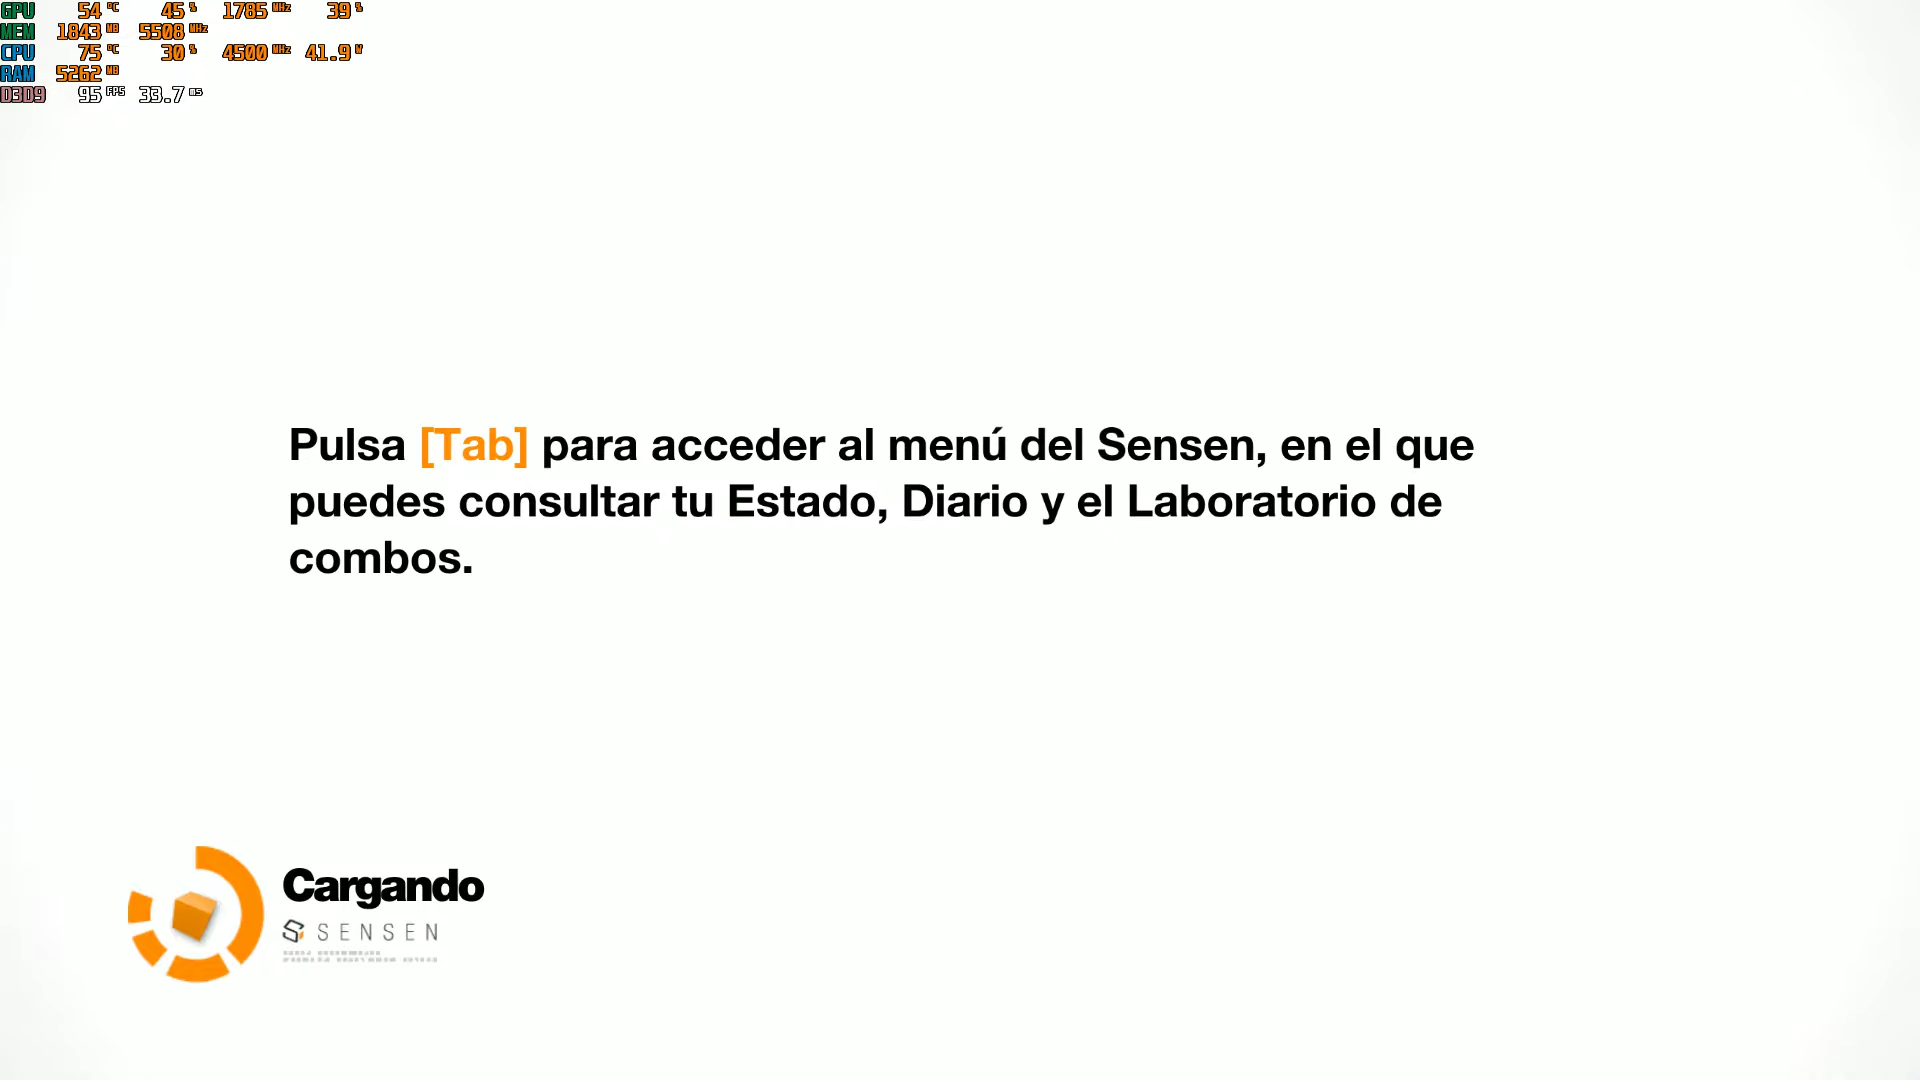 GPU 54 °C 45 % 1785 MHz 39 %
MEM 1843 MB 5508 MHz
CPU 75 °C 30 % 4500 MHz 41.9 W
RAM 5262 MB
D3D9 95 FPS 33.7 ms
Pulsa [Tab] para acceder al menú del Sensen, en el que
puedes consultar tu Estado, Diario y el Laboratorio de
combos.
Cargando
SENSEN